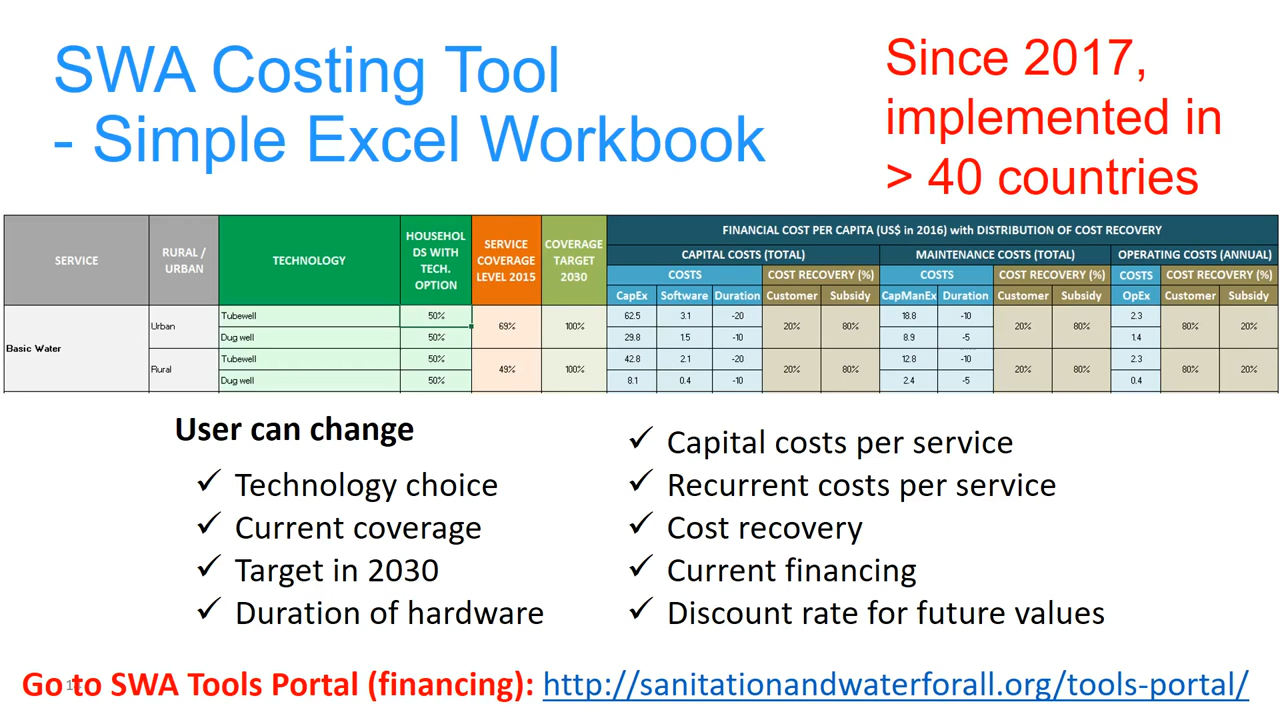 SWA Costing Tool
- Simple Excel Workbook
Since 2017,
implemented in
> 40 countries
SERVICE
RURAL /
URBAN
TECHNOLOGY
HOUSEHOL
DS WITH
TECH.
OPTION
SERVICE
COVERAGE
LEVEL 2015
COVERAGE
TARGET
2030
FINANCIAL COST PER CAPITA (US$ in 2016) with DISTRIBUTION OF COST RECOVERY
CAPITAL COSTS (TOTAL) MAINTENANCE COSTS (TOTAL) OPERATING COSTS (ANNUAL)
COSTS COST RECOVERY (%) COSTS COST RECOVERY (%) COSTS COST RECOVERY (%)
CapEx Software Duration Customer Subsidy CapManEx Duration Customer Subsidy OpEx Customer Subsidy
Basic Water
Urban
Tubewell 50% 62.5 3.1 -20 18.8 -10 2.3
69% 100% 20% 80% 20% 80% 80% 20%
Dug well 50% 29.8 1.5 -10 8.9 -5 1.4
Rural
Tubewell 50% 42.8 2.1 -20 12.8 -10 2.3
49% 100% 20% 80% 20% 80% 80% 20%
Dug well 50% 8.1 0.4 -10 2.4 -5 0.4
User can change
✓ Technology choice
✓ Current coverage
✓ Target in 2030
✓ Duration of hardware
✓ Capital costs per service
✓ Recurrent costs per service
✓ Cost recovery
✓ Current financing
✓ Discount rate for future values
Go to SWA Tools Portal (financing): http://sanitationandwaterforall.org/tools-portal/